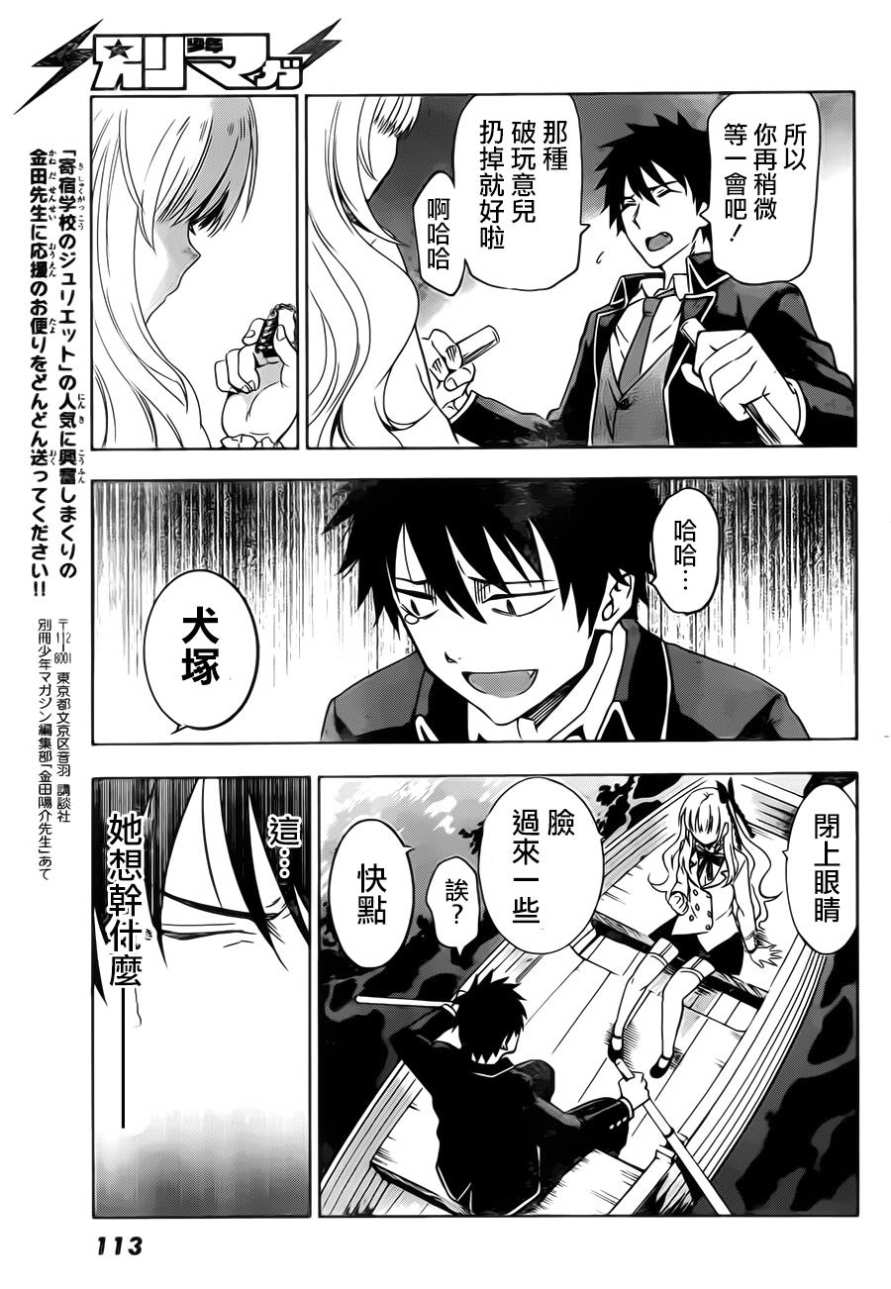 別少年マガ
所以
你再稍微
等一會吧！
那種
破玩意兒
扔掉就好啦
啊哈哈
哈哈…
犬塚
閉上眼睛
臉
過來一些
誒？
快點
這…
她想幹什麼
き
「寄宿学校のジュリエット」の人気に興奮しまくりの
金田先生に応援のお便りをどんどん送ってください!!
〒112-8001 東京都文京区音羽 講談社
別冊少年マガジン編集部「金田陽介先生」あて
113